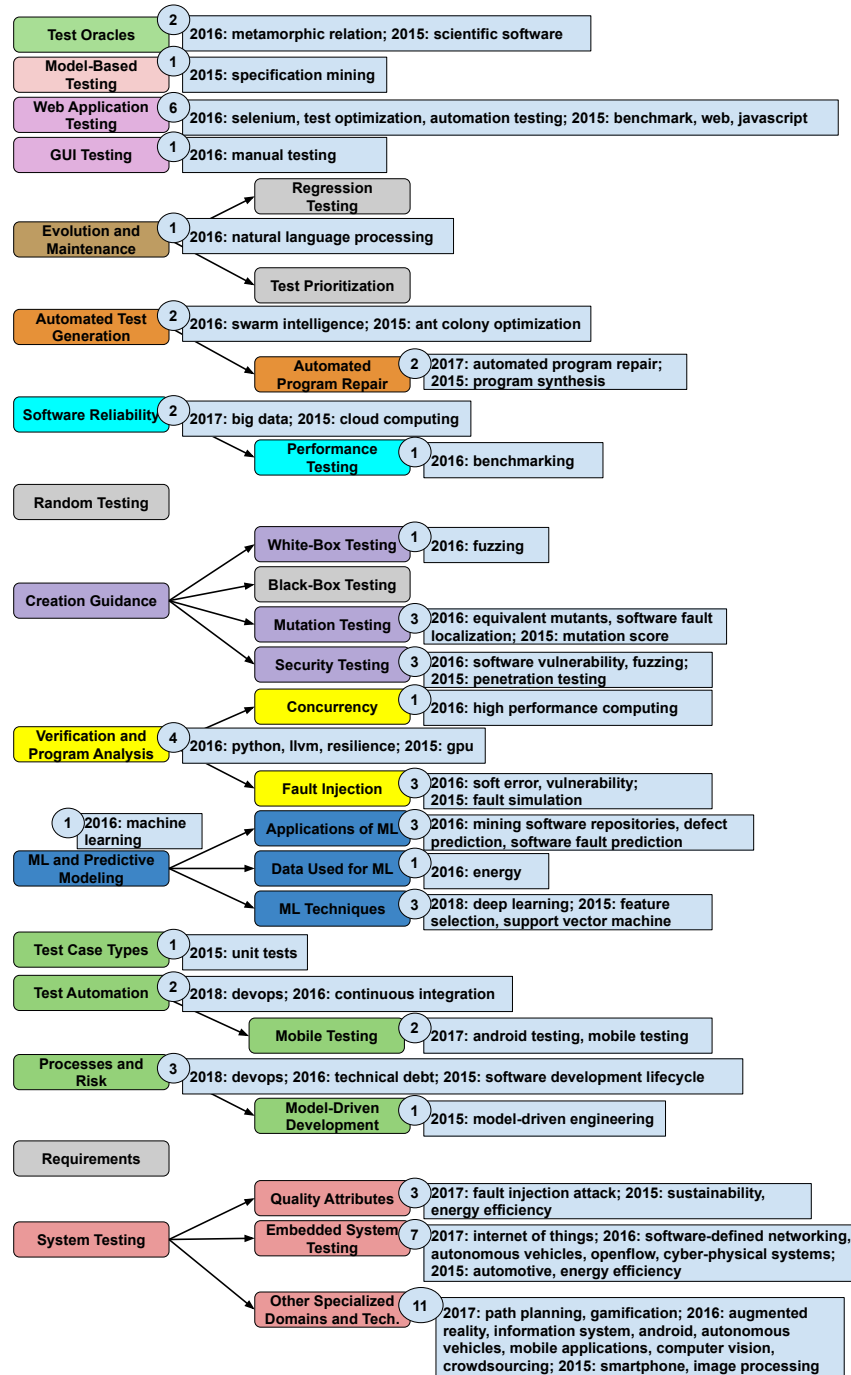 Test Oracles
2
2016: metamorphic relation; 2015: scientific software
Model-Based
Testing
1
2015: specification mining
Web Application
Testing
6
2016: selenium, test optimization, automation testing; 2015: benchmark, web, javascript
GUI Testing
1
2016: manual testing
Regression
Testing
Evolution and
Maintenance
1
2016: natural language processing
Test Prioritization
Automated Test
Generation
2
2016: swarm intelligence; 2015: ant colony optimization
Automated
Program Repair
2
2017: automated program repair;
2015: program synthesis
Software Reliability
2
2017: big data; 2015: cloud computing
Performance
Testing
1
2016: benchmarking
Random Testing
White-Box Testing
1
2016: fuzzing
Black-Box Testing
Creation Guidance
Mutation Testing
3
2016: equivalent mutants, software fault
localization; 2015: mutation score
Security Testing
3
2016: software vulnerability, fuzzing;
2015: penetration testing
Concurrency
1
2016: high performance computing
Verification and
Program Analysis
4
2016: python, llvm, resilience; 2015: gpu
Fault Injection
3
2016: soft error, vulnerability;
2015: fault simulation
1
2016: machine
learning
ML and Predictive
Modeling
Applications of ML
3
2016: mining software repositories, defect
prediction, software fault prediction
Data Used for ML
1
2016: energy
ML Techniques
3
2018: deep learning; 2015: feature
selection, support vector machine
Test Case Types
1
2015: unit tests
Test Automation
2
2018: devops; 2016: continuous integration
Mobile Testing
2
2017: android testing, mobile testing
Processes and
Risk
3
2018: devops; 2016: technical debt; 2015: software development lifecycle
Model-Driven
Development
1
2015: model-driven engineering
Requirements
Quality Attributes
3
2017: fault injection attack; 2015: sustainability,
energy efficiency
System Testing
Embedded System
Testing
7
2017: internet of things; 2016: software-defined networking,
autonomous vehicles, openflow, cyber-physical systems;
2015: automotive, energy efficiency
Other Specialized
Domains and Tech.
11
2017: path planning, gamification; 2016: augmented
reality, information system, android, autonomous
vehicles, mobile applications, computer vision,
crowdsourcing; 2015: smartphone, image processing